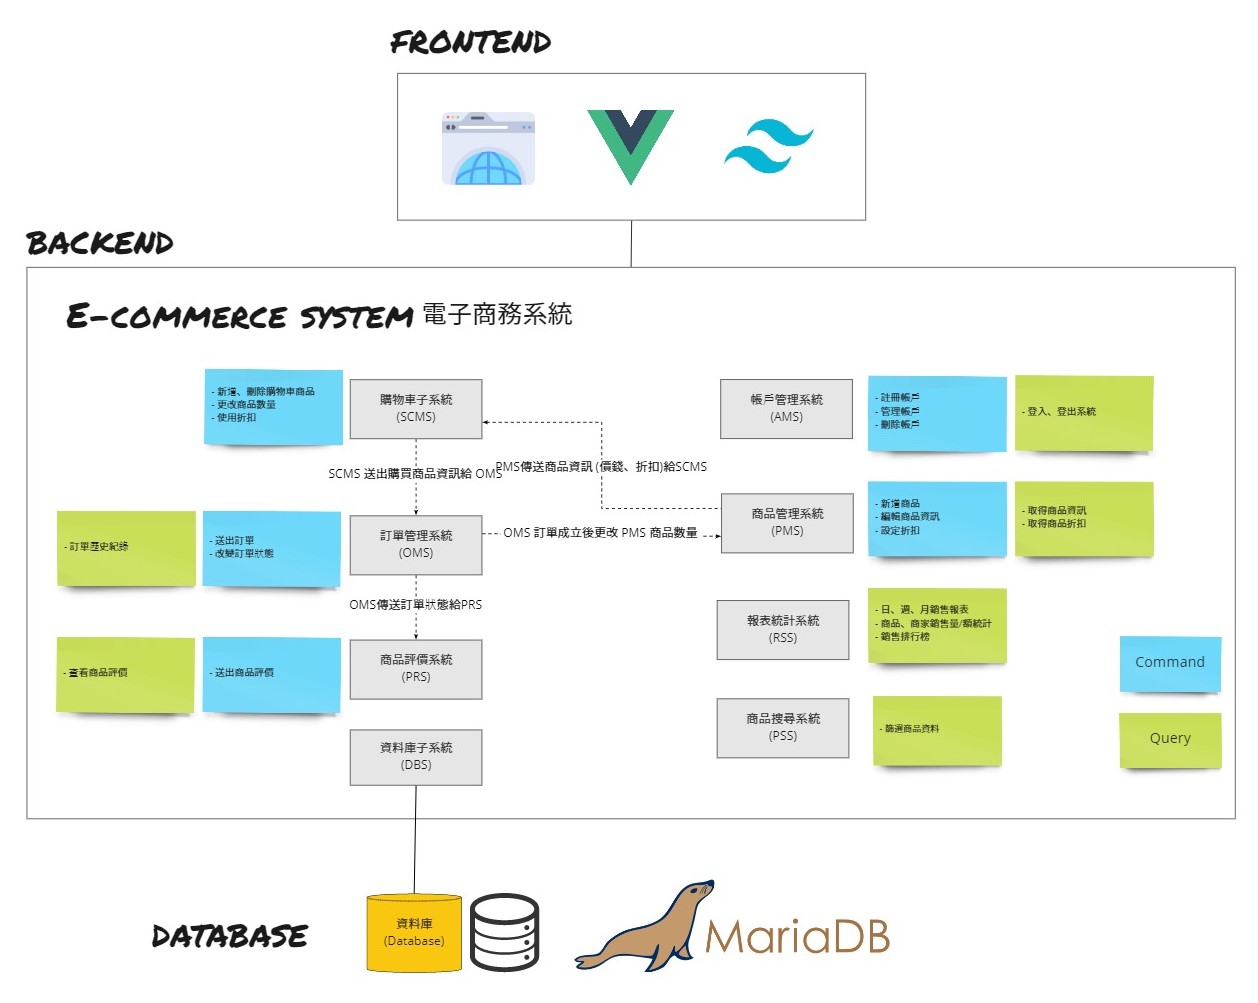 FRONTEND
BACKEND
E-COMMERCE SYSTEM 電子商務系統
- 新增、刪除購物車商品
- 更改商品數量
- 使用折扣
購物車子系統
(SCMS)
帳戶管理系統
(AMS)
- 註冊帳戶
- 管理帳戶
- 刪除帳戶
- 登入、登出系統
SCMS 送出購買商品資訊給 OMS
PMS傳送商品資訊 (價錢、折扣)給SCMS
- 訂單歷史紀錄
- 送出訂單
- 改變訂單狀態
訂單管理系統
(OMS)
OMS 訂單成立後更改 PMS 商品數量
商品管理系統
(PMS)
- 新增商品
- 編輯商品資訊
- 設定折扣
- 取得商品資訊
- 取得商品折扣
OMS傳送訂單狀態給PRS
報表統計系統
(RSS)
- 日、週、月銷售報表
- 商品、商家銷售量/額統計
- 銷售排行榜
- 查看商品評價
- 送出商品評價
商品評價系統
(PRS)
Command
商品搜尋系統
(PSS)
- 篩選商品資料
Query
資料庫子系統
(DBS)
DATABASE
資料庫
(Database)
MariaDB